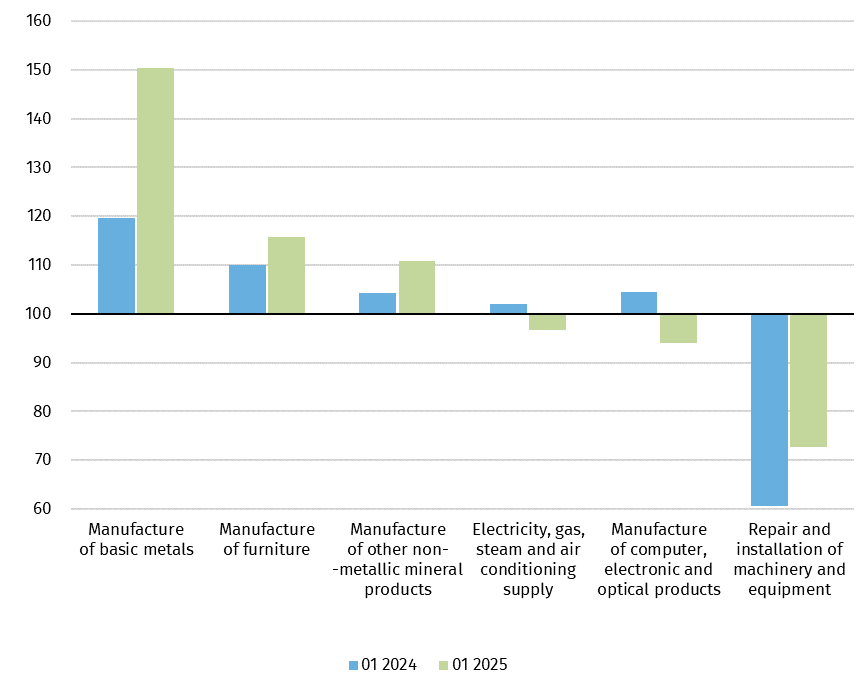 160
150
140
130
120
110
100
90
80
70
60
Manufacture
of basic metals
Manufacture
of furniture
Manufacture
of other non-
-metallic mineral
products
Electricity, gas,
steam and air
conditioning
supply
Manufacture
of computer,
electronic and
optical products
Repair and
installation of
machinery and
equipment
01 2024
01 2025